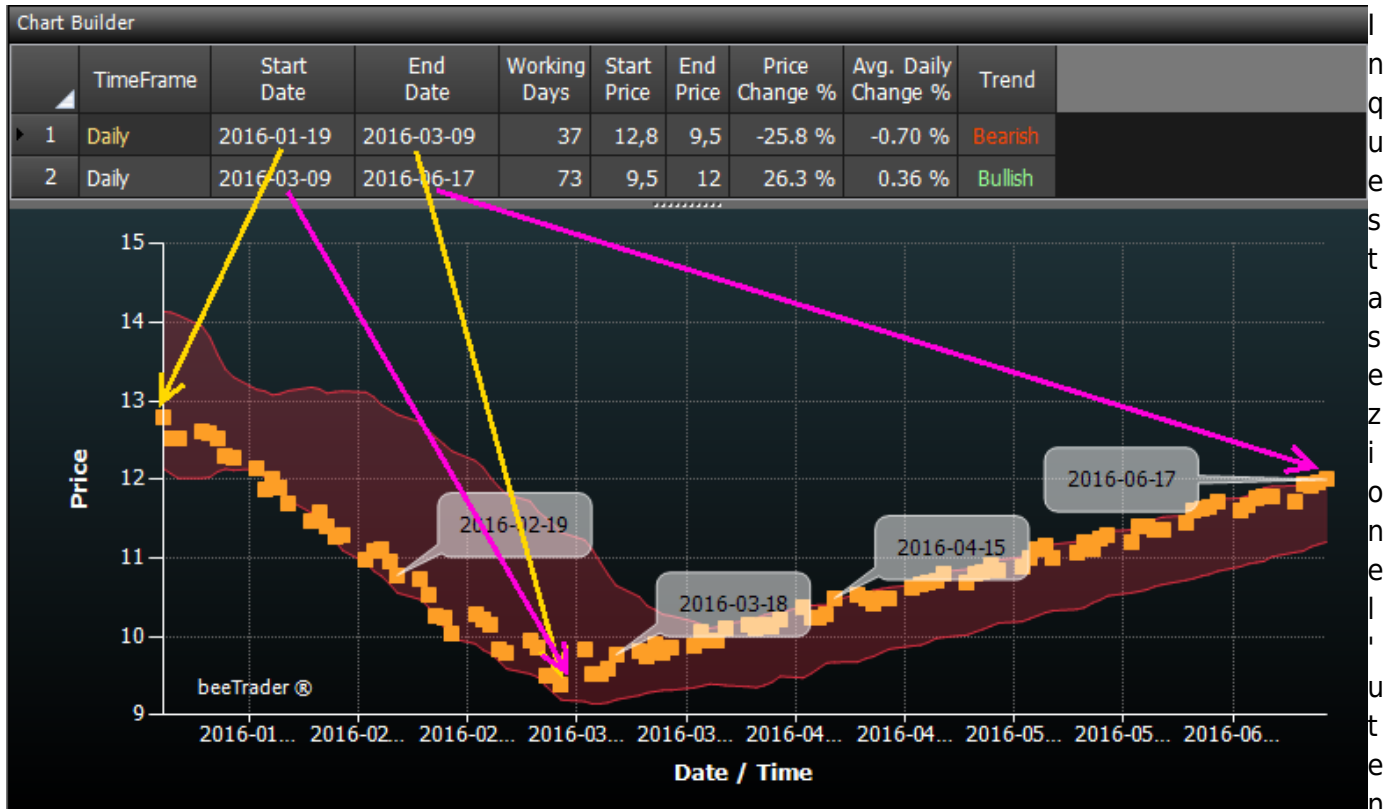 Chart Builder
TimeFrame Start Date End Date Working Days Start Price End Price Price Change % Avg. Daily Change % Trend
1 Daily 2016-01-19 2016-03-09 37 12,8 9,5 -25.8 % -0.70 % Bearish
2 Daily 2016-03-09 2016-06-17 73 9,5 12 26.3 % 0.36 % Bullish
15
14
13
12
11
10
9
Price
2016-02-19
2016-03-18
2016-04-15
2016-06-17
beeTrader ®
2016-01... 2016-02... 2016-02... 2016-03... 2016-03... 2016-04... 2016-04... 2016-05... 2016-05... 2016-06...
Date / Time
I
n
q
u
e
s
t
a
s
e
z
i
o
n
e
l
'
u
t
e
n